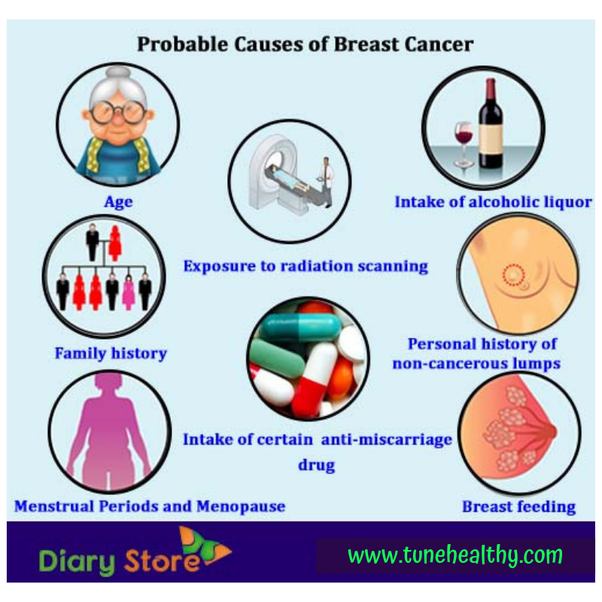 Probable Causes of Breast Cancer
Age
Intake of alcoholic liquor
Exposure to radiation scanning
Family history
Personal history of
non-cancerous lumps
Intake of certain anti-miscarriage
drug
Menstrual Periods and Menopause
Breast feeding
Diary Store
www.tunehealthy.com